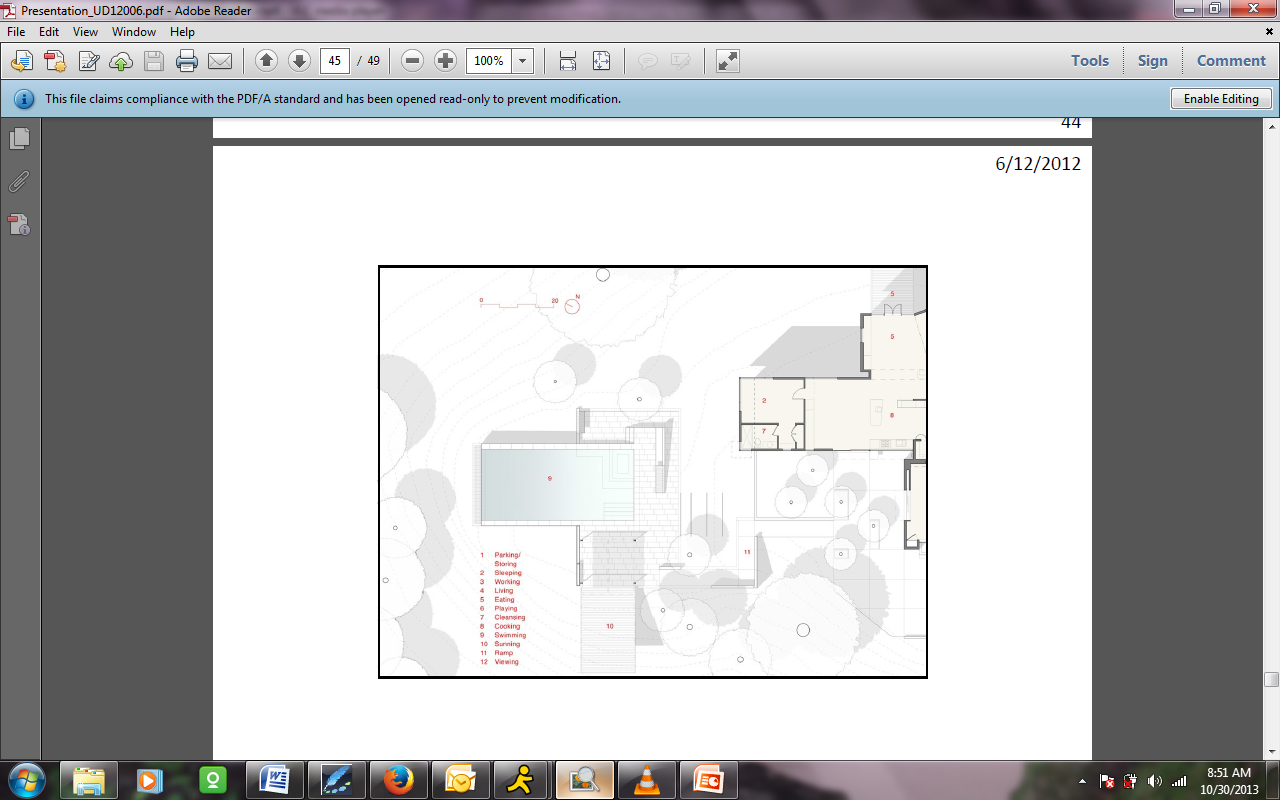 Presentation_UD12006.pdf - Adobe Reader
File Edit View Window Help
45 / 49 100% Tools Sign Comment
This file claims compliance with the PDF/A standard and has been opened read-only to prevent modification. Enable Editing
44
6/12/2012
0 20 N
5
5
2
8
7
9
11
10
1 Parking/
Storing
2 Sleeping
3 Working
4 Living
5 Eating
6 Playing
7 Cleansing
8 Cooking
9 Swimming
10 Sunning
11 Ramp
12 Viewing
8:51 AM
10/30/2013